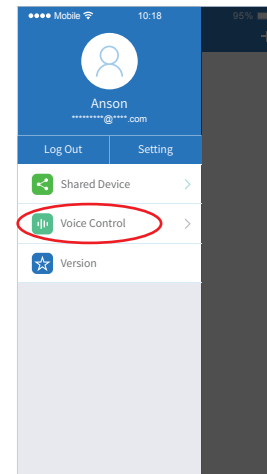 Mobile 10:18 95%
Anson
*********@****.com
Log Out Setting
Shared Device
Voice Control
Version